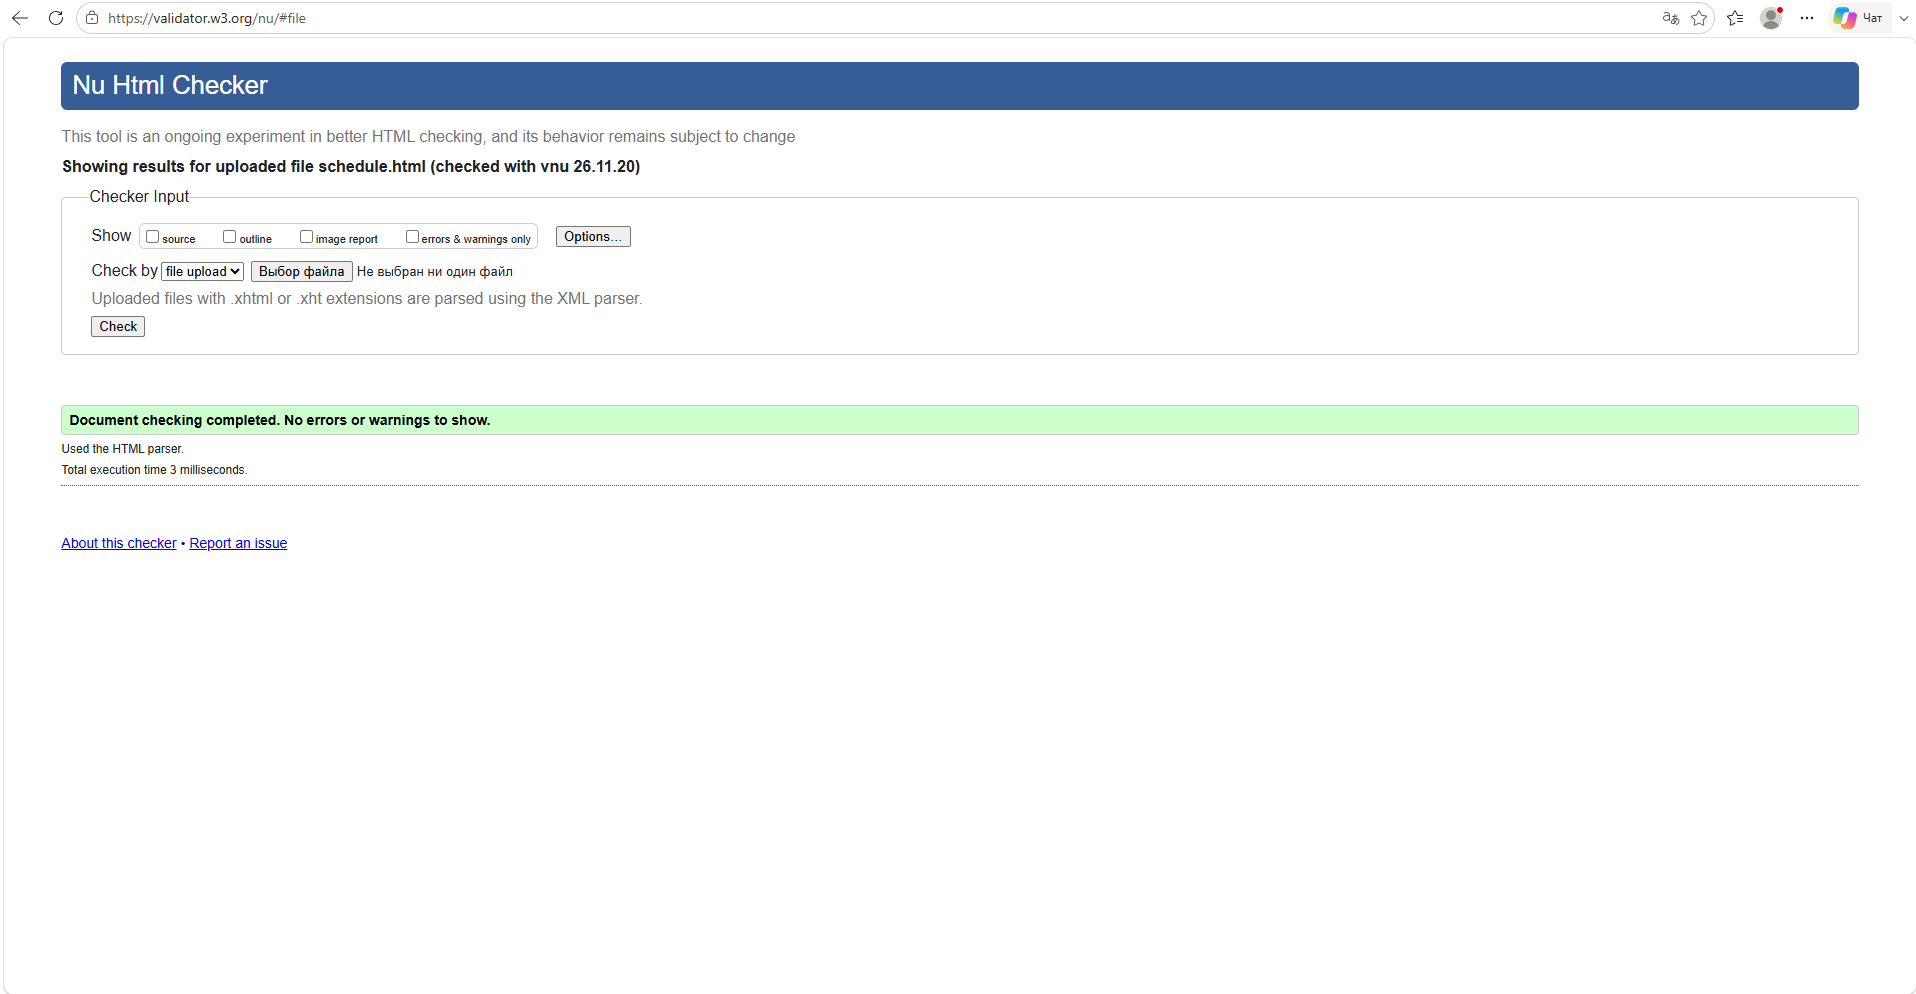 https://validator.w3.org/nu/#file
Чат
Nu Html Checker
This tool is an ongoing experiment in better HTML checking, and its behavior remains subject to change
Showing results for uploaded file schedule.html (checked with vnu 26.11.20)
Checker Input
Show source outline image report errors & warnings only Options...
Check by file upload Выбор файла Не выбран ни один файл
Uploaded files with .xhtml or .xht extensions are parsed using the XML parser.
Check
Document checking completed. No errors or warnings to show.
Used the HTML parser.
Total execution time 3 milliseconds.
About this checker • Report an issue